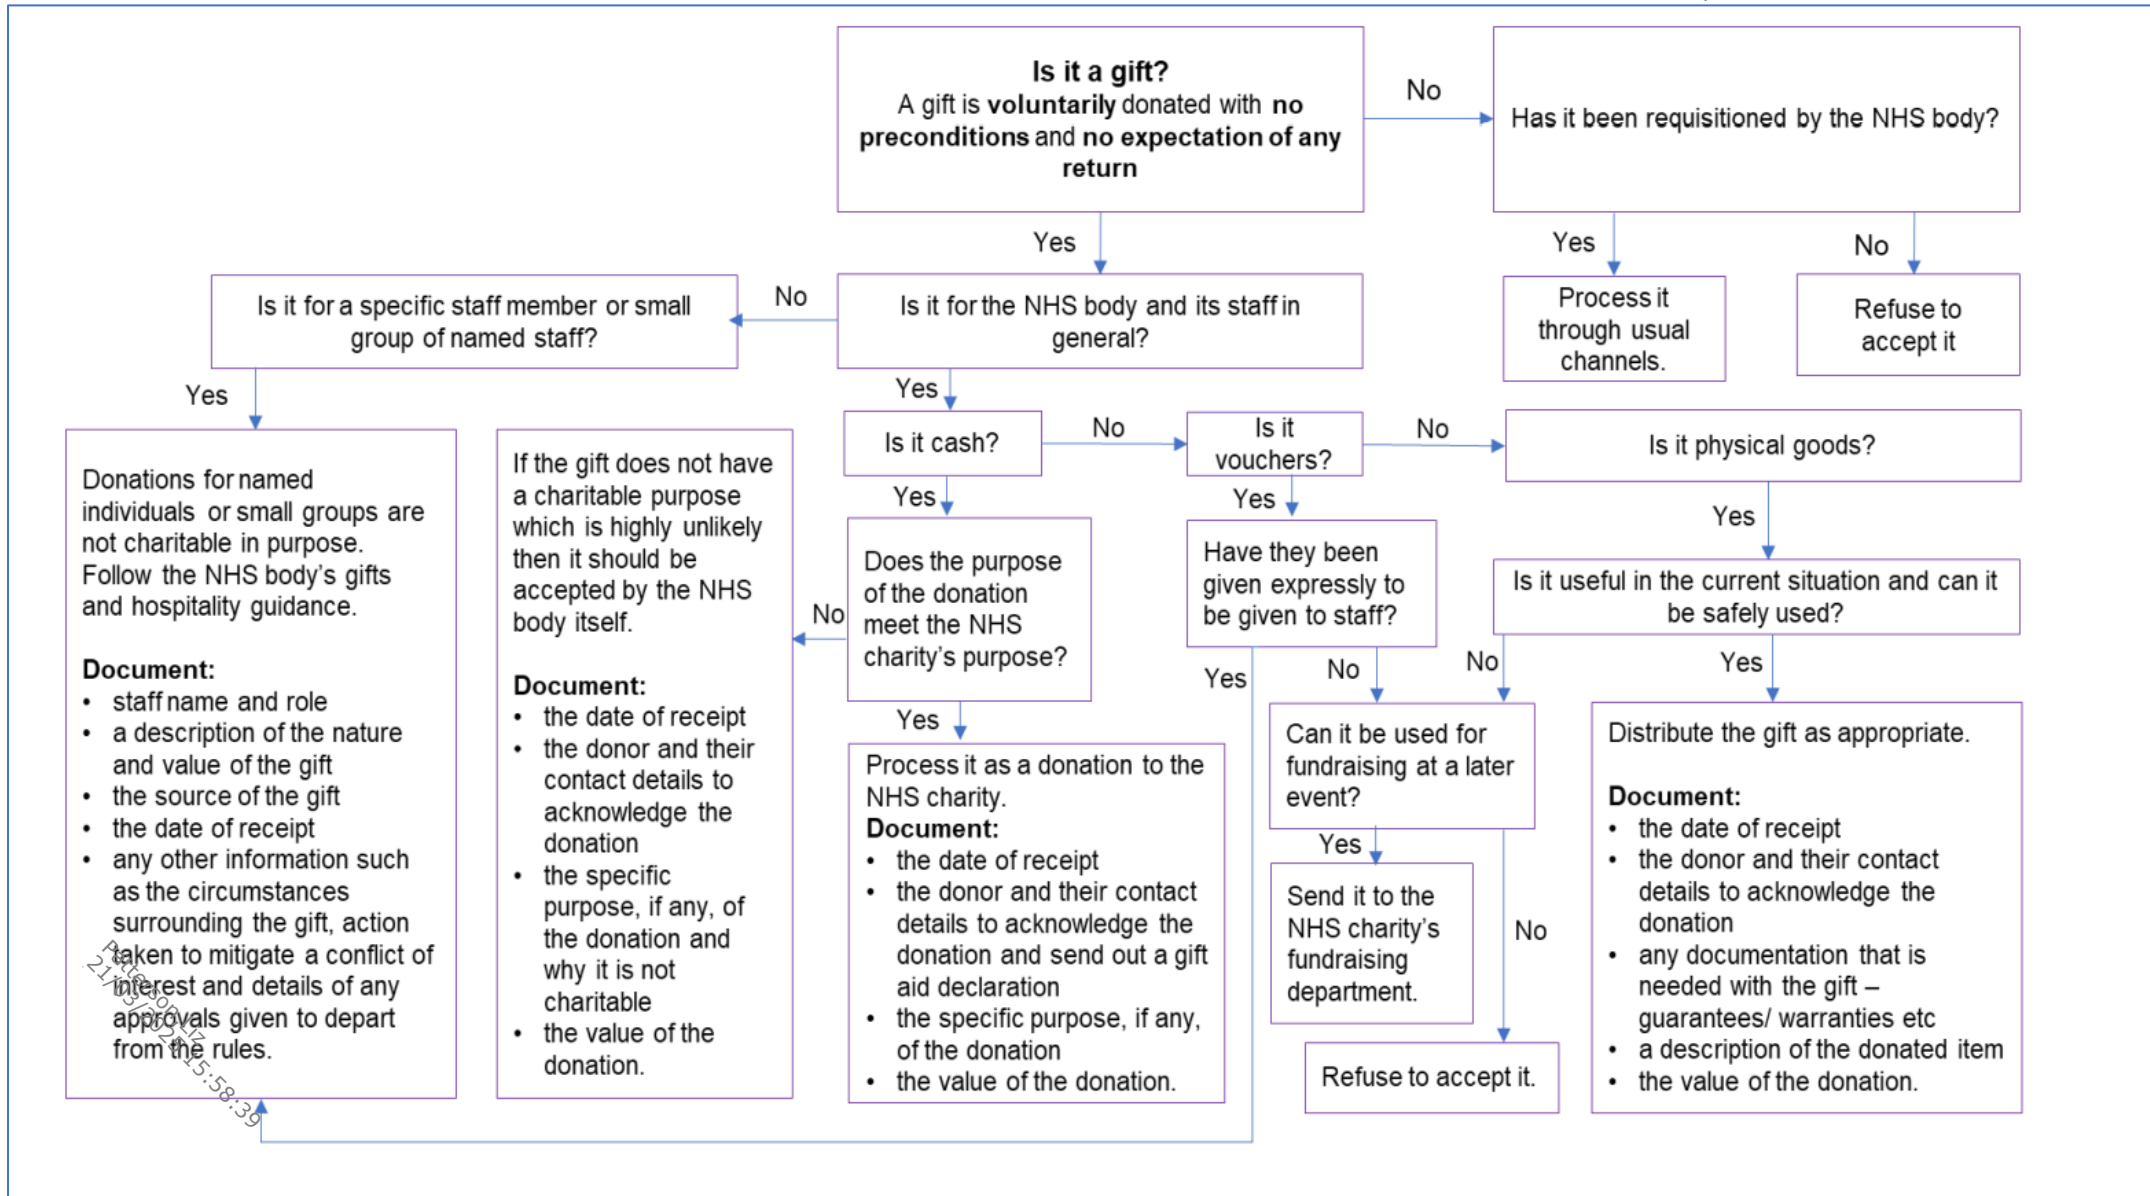 Is it a gift?
A gift is voluntarily donated with no
preconditions and no expectation of any
return
No
Has it been requisitioned by the NHS body?
Yes
Yes
No
Is it for a specific staff member or small
group of named staff?
No
Is it for the NHS body and its staff in
general?
Process it
through usual
channels.
Refuse to
accept it
Yes
Yes
Is it cash?
No
Is it
vouchers?
No
Is it physical goods?
Donations for named
individuals or small groups are
not charitable in purpose.
Follow the NHS body's gifts
and hospitality guidance.
Document:
• staff name and role
• a description of the nature
and value of the gift
• the source of the gift
• the date of receipt
• any other information such
as the circumstances
surrounding the gift, action
taken to mitigate a conflict of
interest and details of any
approvals given to depart
from the rules.
If the gift does not have
a charitable purpose
which is highly unlikely
then it should be
accepted by the NHS
body itself.
Document:
• the date of receipt
• the donor and their
contact details to
acknowledge the
donation
• the specific
purpose, if any, of
the donation and
why it is not
charitable
• the value of the
donation.
Yes
No
Does the purpose
of the donation
meet the NHS
charity's purpose?
Yes
Process it as a donation to the
NHS charity.
Document:
• the date of receipt
• the donor and their contact
details to acknowledge the
donation and send out a gift
aid declaration
• the specific purpose, if any,
of the donation
• the value of the donation.
Yes
Have they been
given expressly to
be given to staff?
Yes
No
No
Can it be used for
fundraising at a later
event?
Yes
Send it to the
NHS charity's
fundraising
department.
No
Refuse to accept it.
Yes
Is it useful in the current situation and can it
be safely used?
Yes
Distribute the gift as appropriate.
Document:
• the date of receipt
• the donor and their contact
details to acknowledge the
donation
• any documentation that is
needed with the gift –
guarantees/ warranties etc
• a description of the donated item
• the value of the donation.
15:58:39